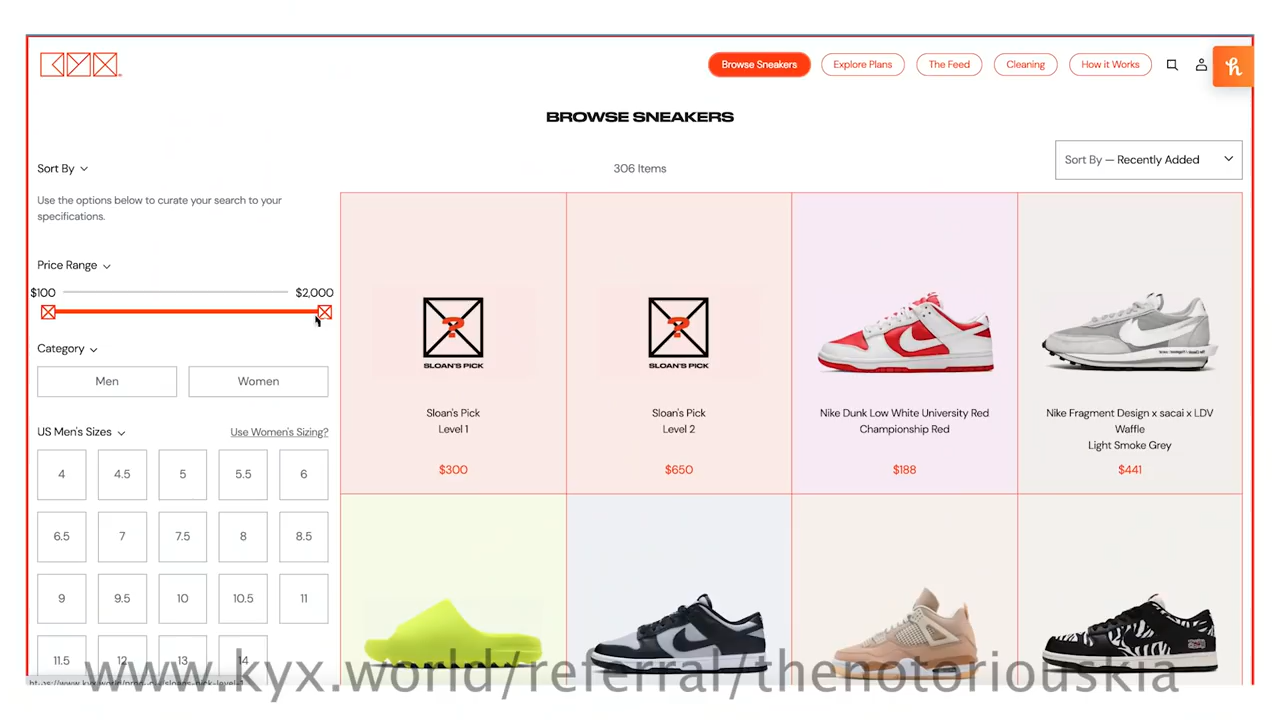 KYX
Browse Sneakers
Explore Plans
The Feed
Cleaning
How it Works
BROWSE SNEAKERS
Sort By
306 Items
Sort By — Recently Added
Use the options below to curate your search to your
specifications.
Price Range
$100
$2,000
Category
Men
Women
US Men's Sizes
Use Women's Sizing?
4
4.5
5
5.5
6
6.5
7
7.5
8
8.5
9
9.5
10
10.5
11
11.5
12
13
14
?
SLOAN'S PICK
Sloan's Pick
Level 1
$300
?
SLOAN'S PICK
Sloan's Pick
Level 2
$650
Nike Dunk Low White University Red
Championship Red
$188
Nike Fragment Design x sacai x LDV
Waffle
Light Smoke Grey
$441
www.kyx.world/referral/thenotoriouskia